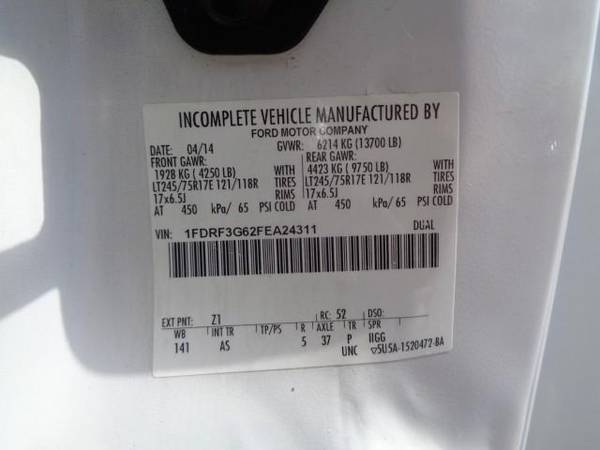 INCOMPLETE VEHICLE MANUFACTURED BY
FORD MOTOR COMPANY
DATE: 04/14 GVWR: 6214 KG (13700 LB)
FRONT GAWR: REAR GAWR:
1928 KG ( 4250 LB) WITH 4423 KG ( 9750 LB) WITH
LT245/75R17E 121/118R TIRES LT245/75R17E 121/118R TIRES
17x6.5J RIMS 17x6.5J RIMS
AT 450 kPa/ 65 PSI COLD AT 450 kPa/ 65 PSI COLD
VIN: 1FDRF3G62FEA24311 DUAL
EXT PNT: Z1 RC: 52 DSO:
WB INT TR TP/PS R AXLE TR SPR
141 AS 5 37 P IIGG
UNC ▽5U5A-1520472-BA